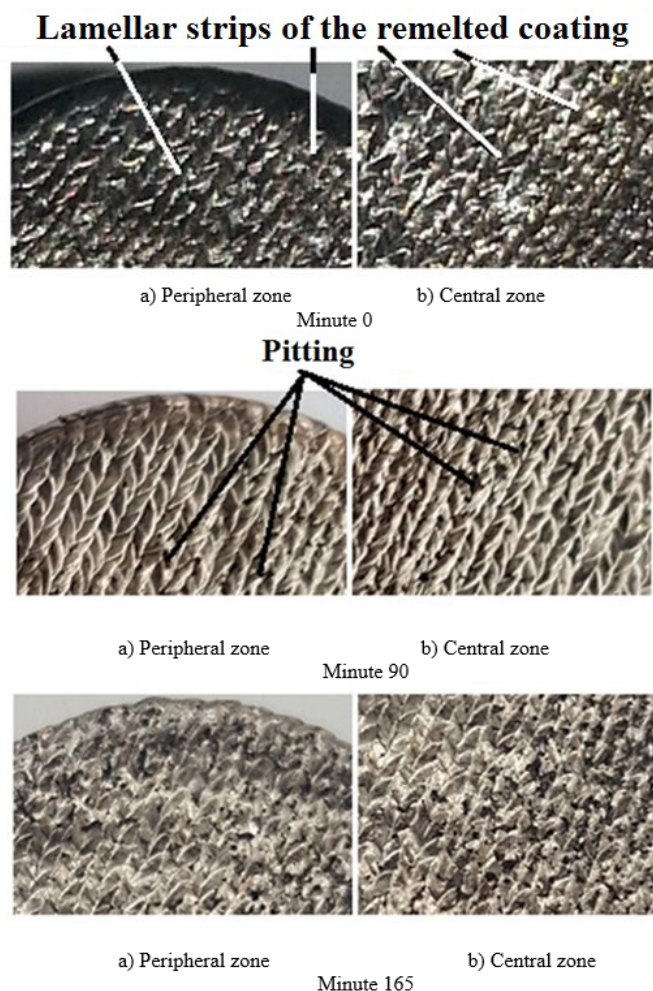 Lamellar strips of the remelted coating
a) Peripheral zone b) Central zone
Minute 0
Pitting
a) Peripheral zone b) Central zone
Minute 90
a) Peripheral zone b) Central zone
Minute 165